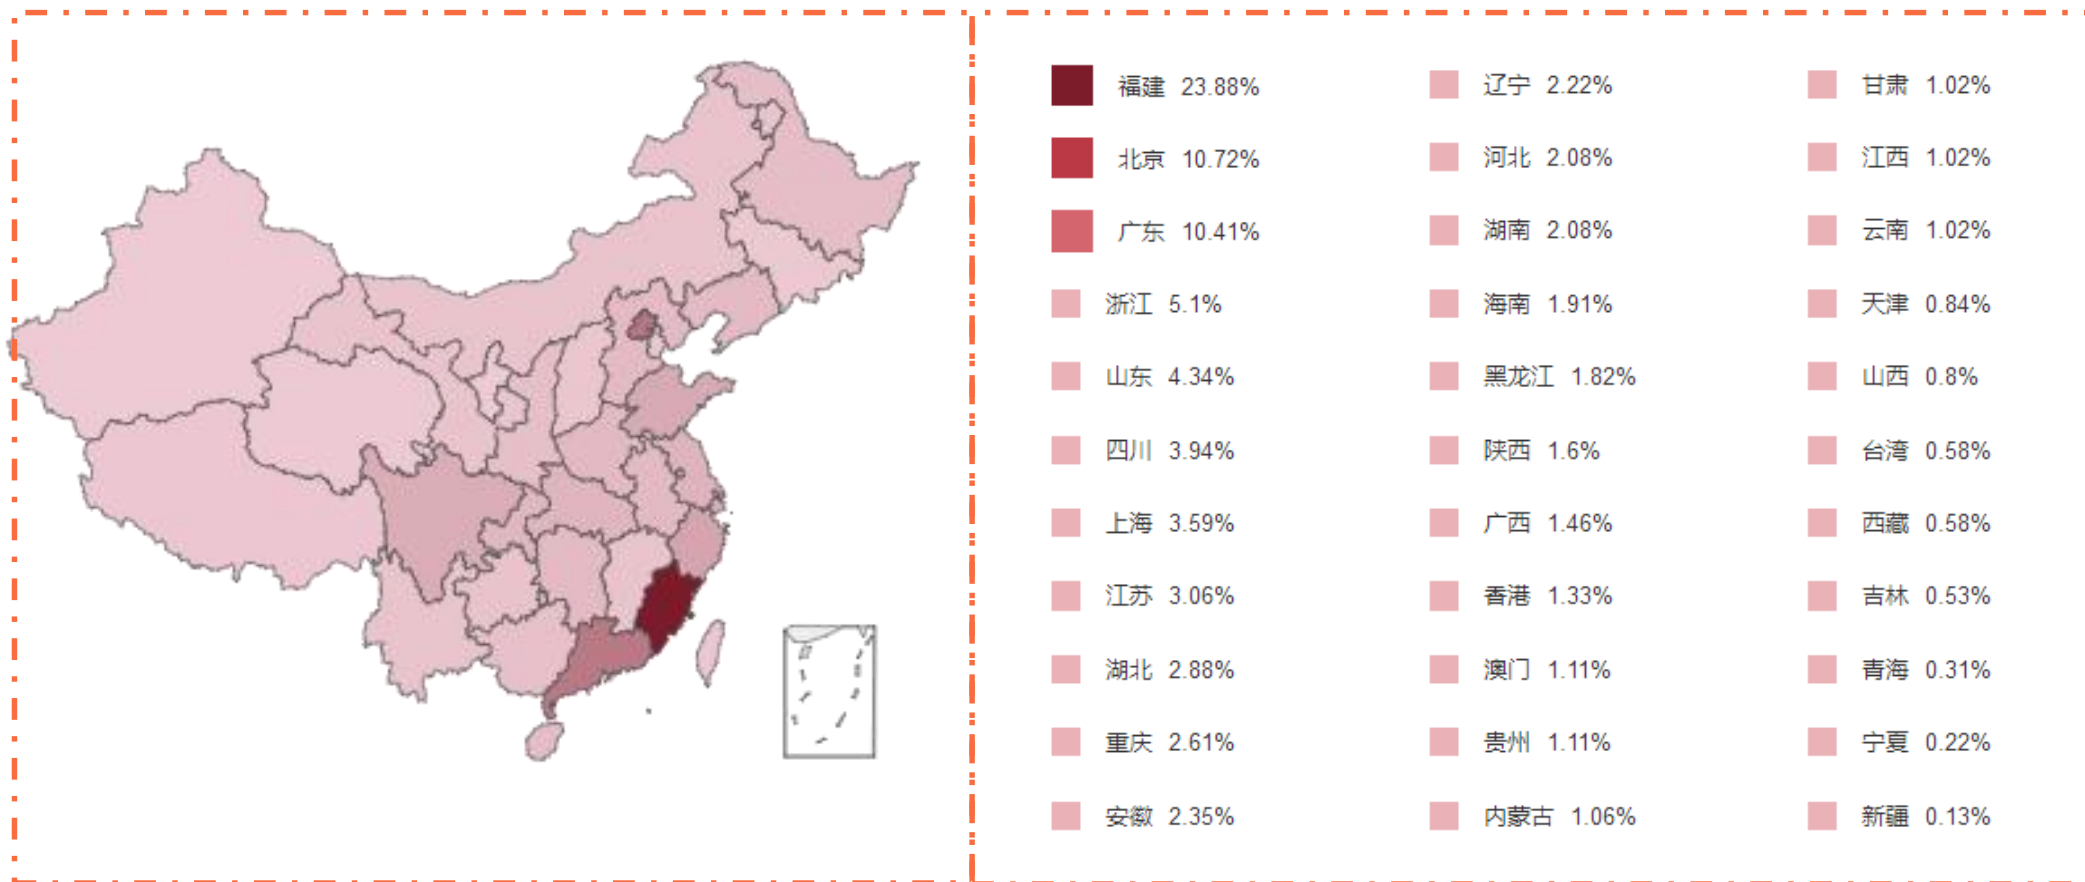 福建 23.88%
北京 10.72%
广东 10.41%
浙江 5.1%
山东 4.34%
四川 3.94%
上海 3.59%
江苏 3.06%
湖北 2.88%
重庆 2.61%
安徽 2.35%
辽宁 2.22%
河北 2.08%
湖南 2.08%
海南 1.91%
黑龙江 1.82%
陕西 1.6%
广西 1.46%
香港 1.33%
澳门 1.11%
贵州 1.11%
内蒙古 1.06%
甘肃 1.02%
江西 1.02%
云南 1.02%
天津 0.84%
山西 0.8%
台湾 0.58%
西藏 0.58%
吉林 0.53%
青海 0.31%
宁夏 0.22%
新疆 0.13%